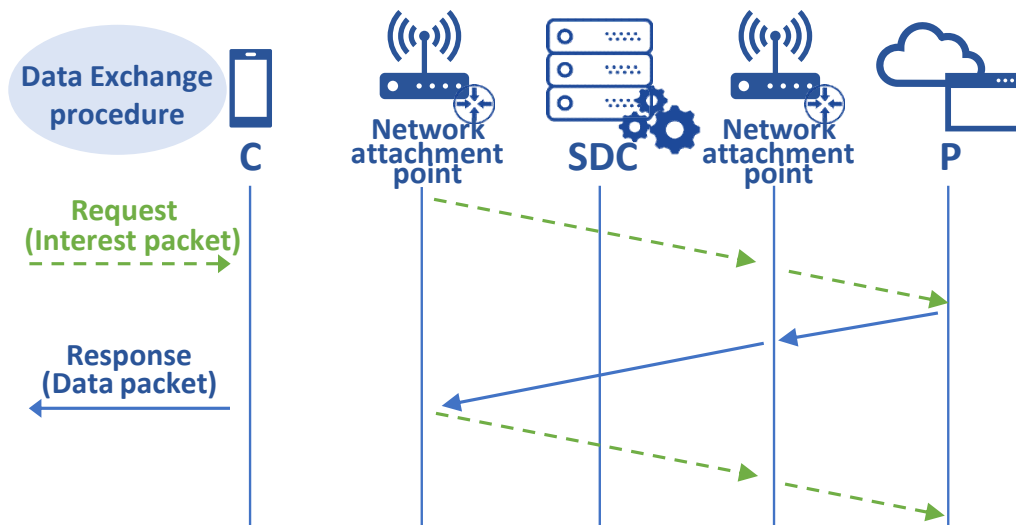 Data Exchange
procedure
C
Network
attachment
point
SDC
Network
attachment
point
P
Request
(Interest packet)
Response
(Data packet)